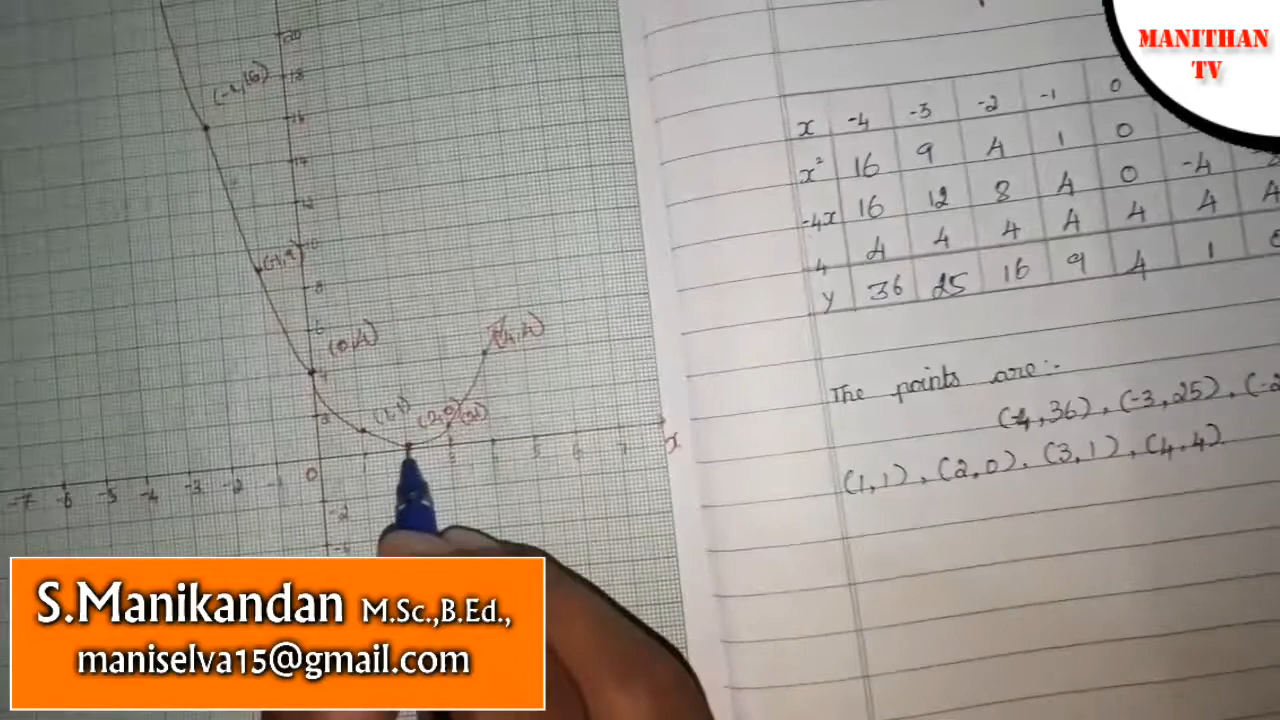 MANITHAN
TV
20
18
(-2,16)
16
14
12
10
(-1,9)
8
6
(0,4)
(4,4)
4
2
(1,1) (2,0) (3,1)
x
-7 -6 -5 -4 -3 -2 -1 0 3 4 5 6 7
-2
-4
x -4 -3 -2 -1 0
x² 16 9 4 1 0
-4x 16 12 8 4 0 -4
4 4 4 4 4 4 4 4
y 36 25 16 9 4 1
The points are:-
(-4,36), (-3,25), (-2
(1,1), (2,0), (3,1), (4,4).
S.Manikandan M.Sc.,B.Ed.,
maniselva15@gmail.com